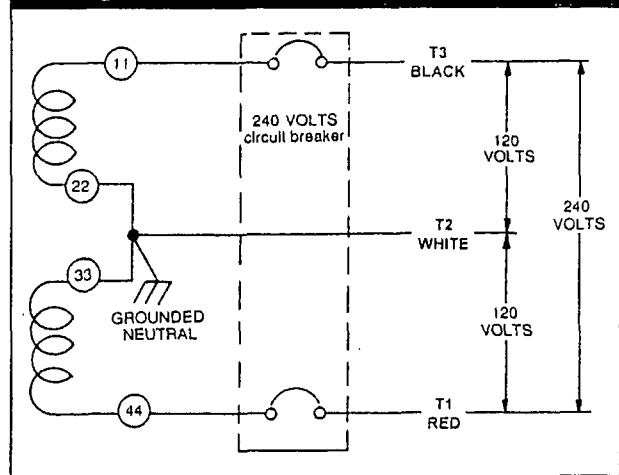 11
T3
BLACK
240 VOLTS
circuit breaker
120
VOLTS
22
T2
WHITE
240
VOLTS
33
GROUNDED
NEUTRAL
120
VOLTS
44
T1
RED